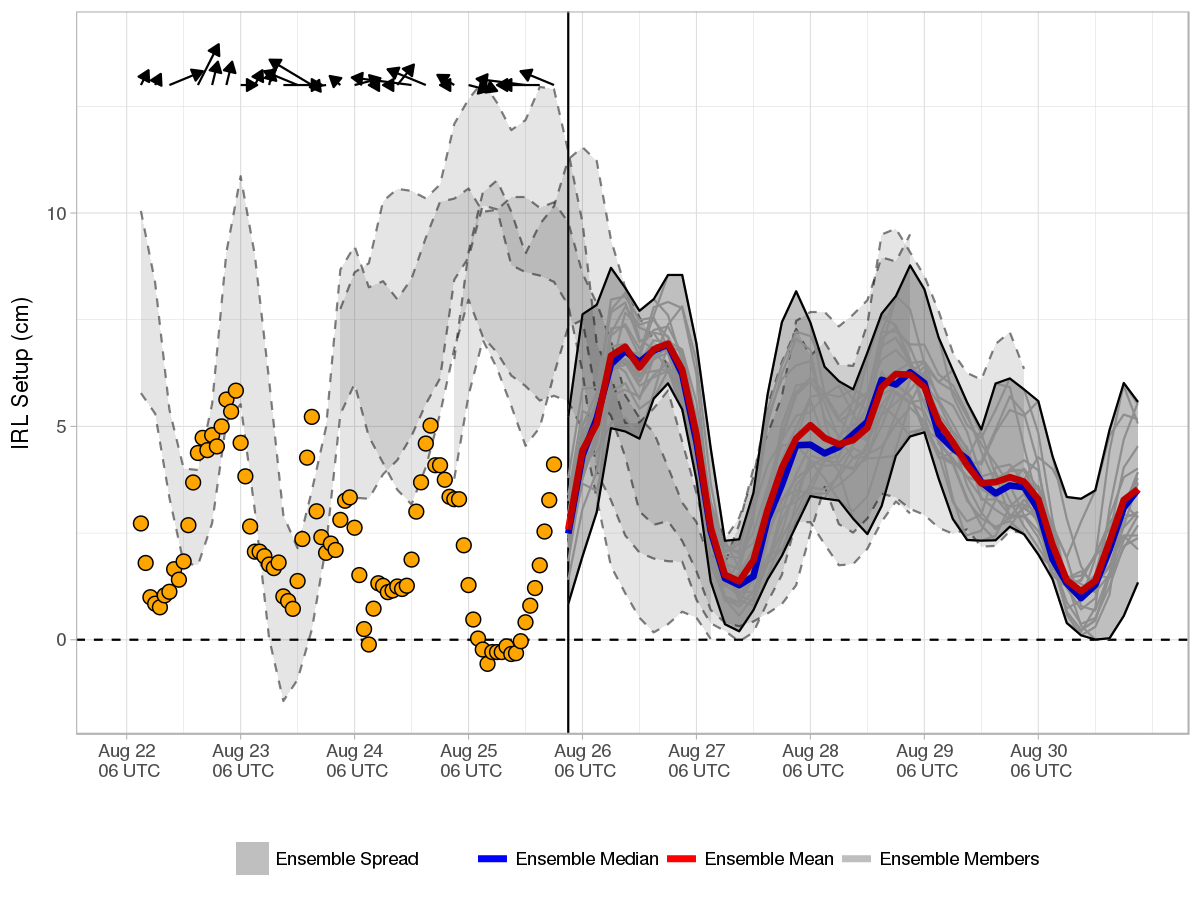 10
5
0
IRL Setup (cm)
Aug 22 Aug 23 Aug 24 Aug 25 Aug 26 Aug 27 Aug 28 Aug 29 Aug 30
06 UTC 06 UTC 06 UTC 06 UTC 06 UTC 06 UTC 06 UTC 06 UTC 06 UTC
Ensemble Spread Ensemble Median Ensemble Mean Ensemble Members